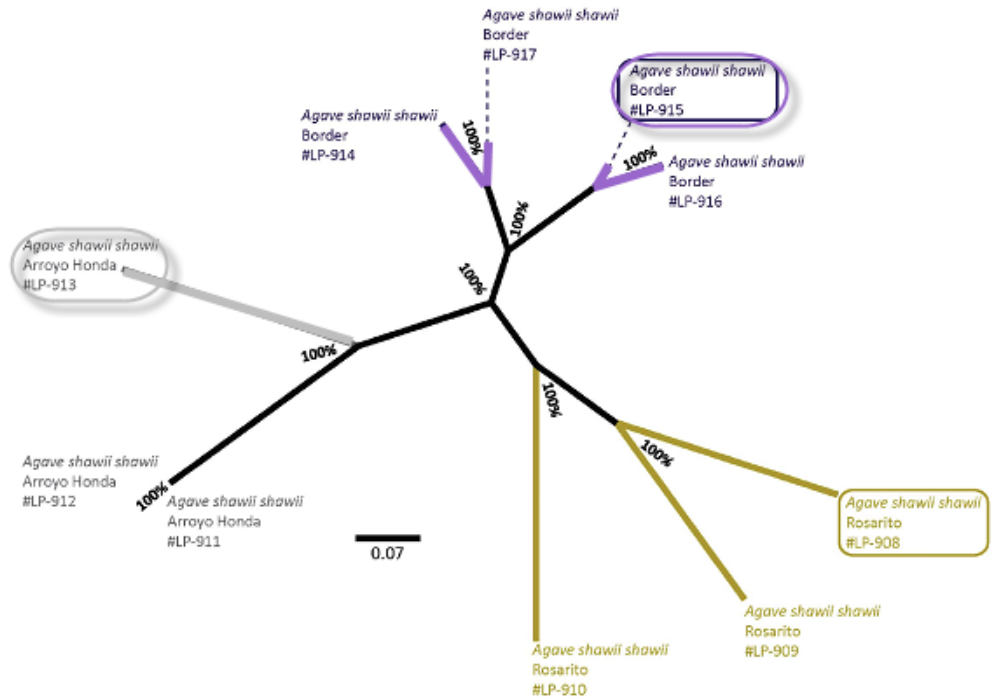 Agave shawii shawii
Border
#LP-917
Agave shawii shawii
Border
#LP-915
Agave shawii shawii
Border
#LP-914
100%
100%
Agave shawii shawii
Border
#LP-916
100%
Agave shawii shawii
Arroyo Honda
#LP-913
100%
100%
100%
100%
Agave shawii shawii
Arroyo Honda
#LP-912
100%
Agave shawii shawii
Arroyo Honda
#LP-911
0.07
Agave shawii shawii
Rosarito
#LP-908
Agave shawii shawii
Rosarito
#LP-909
Agave shawii shawii
Rosarito
#LP-910